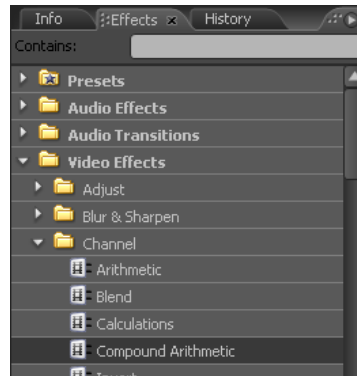 Info Effects x History
Contains:
Presets
Audio Effects
Audio Transitions
Video Effects
Adjust
Blur & Sharpen
Channel
Arithmetic
Blend
Calculations
Compound Arithmetic